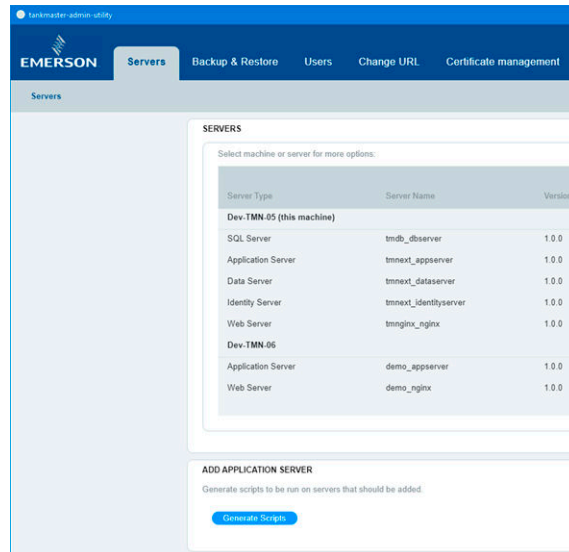 tankmaster-admin-utility
EMERSON
Servers Backup & Restore Users Change URL Certificate management
Servers
SERVERS
Select machine or server for more options:
Server Type Server Name Version
Dev-TMN-05 (this machine)
SQL Server tmdb_dbserver 1.0.0
Application Server tmnext_appserver 1.0.0
Data Server tmnext_dataserver 1.0.0
Identity Server tmnext_identityserver 1.0.0
Web Server tmnginx_nginx 1.0.0
Dev-TMN-06
Application Server demo_appserver 1.0.0
Web Server demo_nginx 1.0.0
ADD APPLICATION SERVER
Generate scripts to be run on servers that should be added.
Generate Scripts